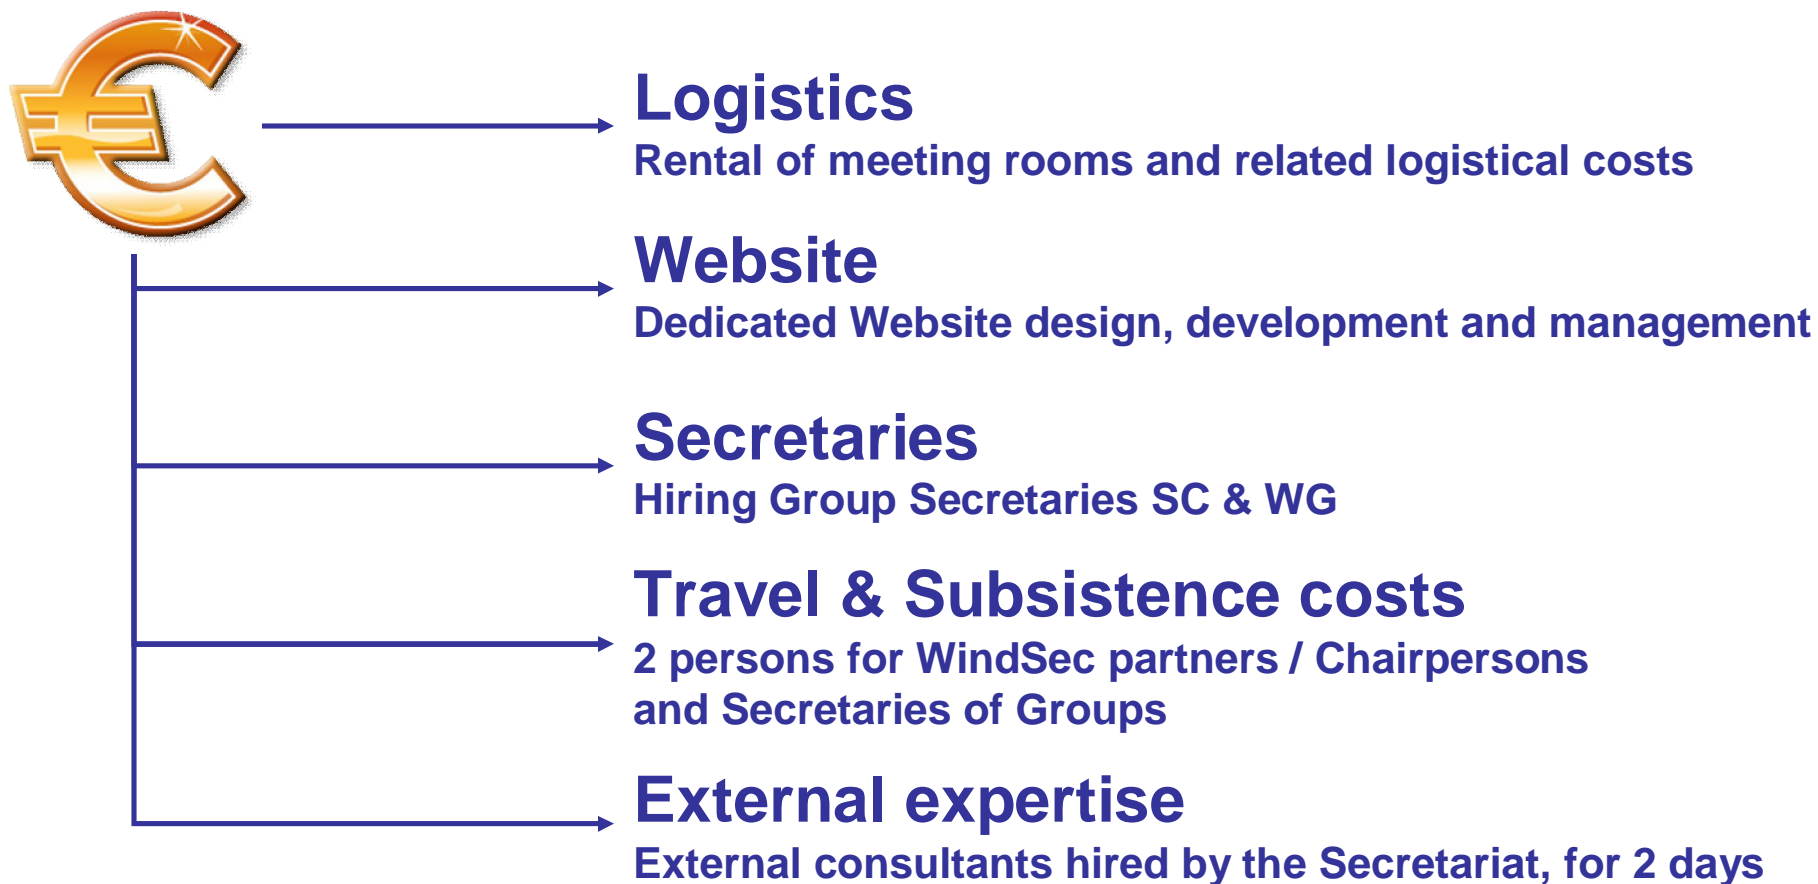 Logistics
Rental of meeting rooms and related logistical costs
Website
Dedicated Website design, development and management
Secretaries
Hiring Group Secretaries SC & WG
Travel & Subsistence costs
2 persons for WindSec partners / Chairpersons
and Secretaries of Groups
External expertise
External consultants hired by the Secretariat, for 2 days